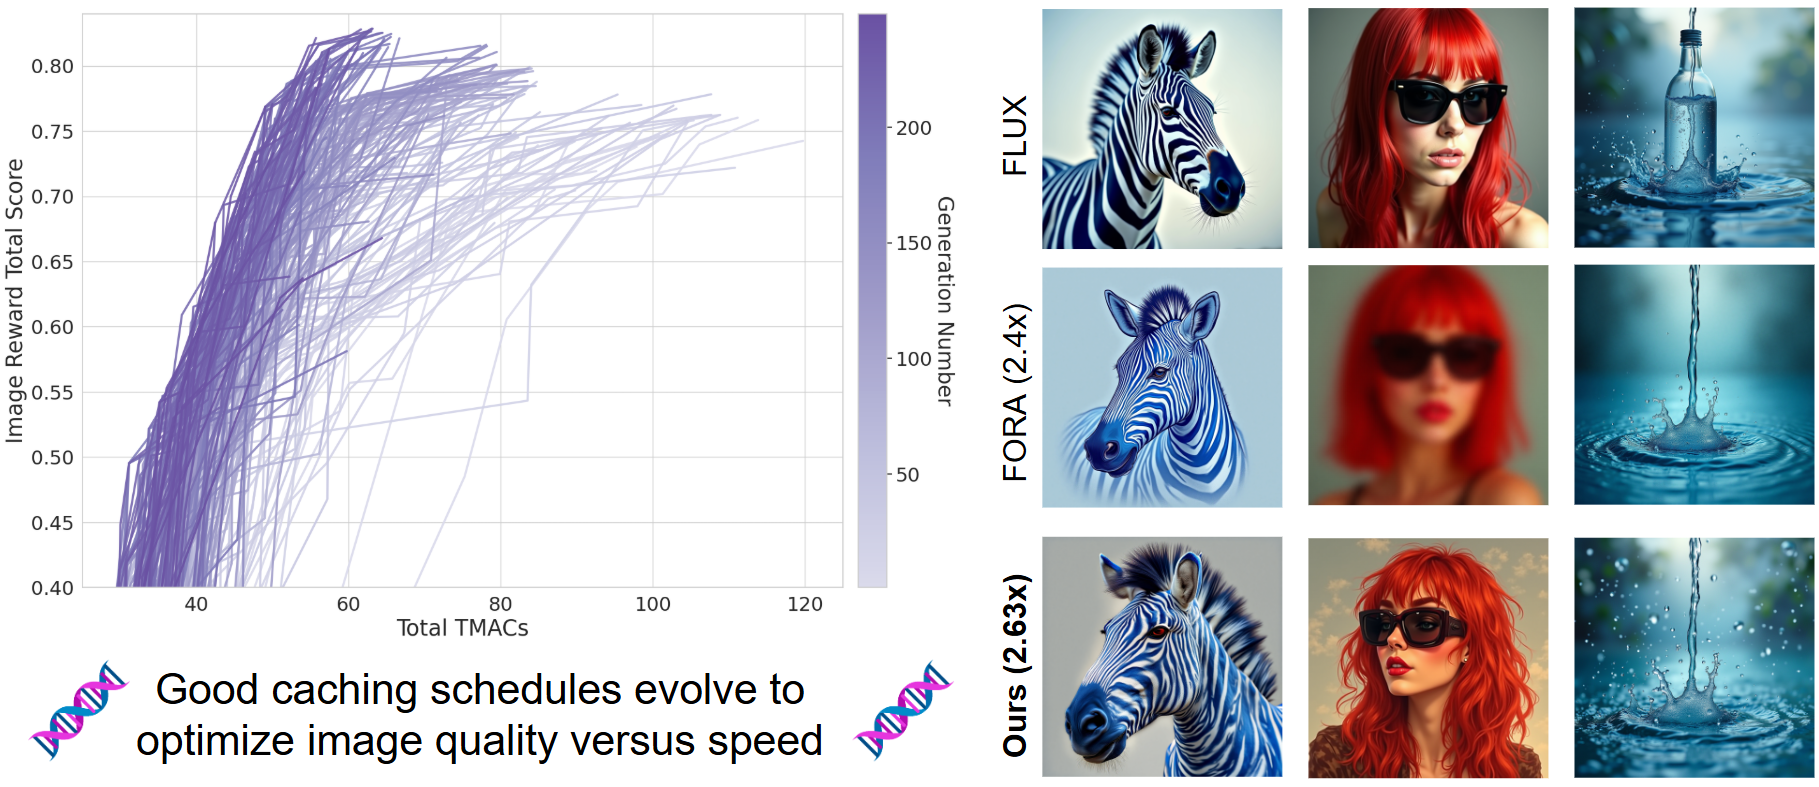 Image Reward Total Score
0.80
0.75
0.70
0.65
0.60
0.55
0.50
0.45
0.40
40 60 80 100 120
Total TMACs
200
150
100
50
Generation Number
Good caching schedules evolve to
optimize image quality versus speed
FLUX
FORA (2.4x)
Ours (2.63x)